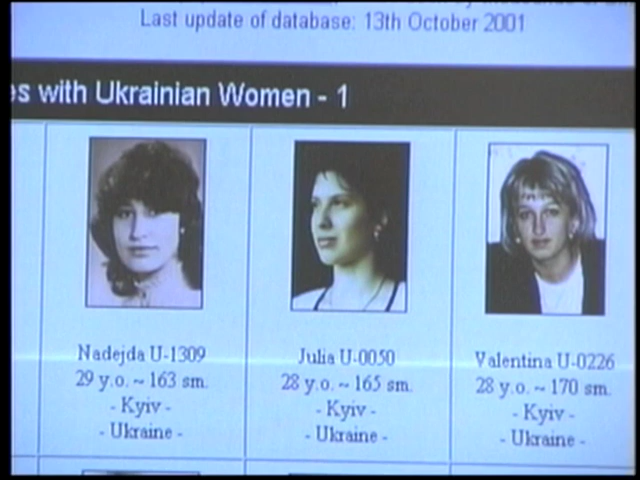 Last update of database: 13th October 2001
es with Ukrainian Women - 1
Nadejda U-1309
29 y.o. ~ 163 sm.
- Kyiv -
- Ukraine -
Julia U-0050
28 y.o. ~ 165 sm.
- Kyiv -
- Ukraine -
Valentina U-0226
28 y.o. ~ 170 sm.
- Kyiv -
- Ukraine -